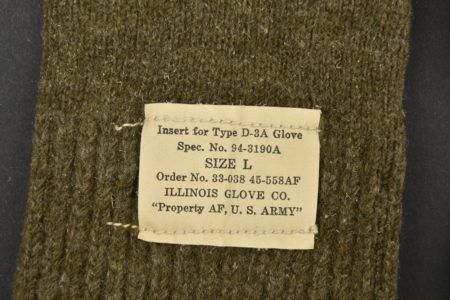 Insert for Type D-3A Glove
Spec. No. 94-3190A
SIZE L
Order No. 33-038 45-558AF
ILLINOIS GLOVE CO.
“Property AF, U. S. ARMY”